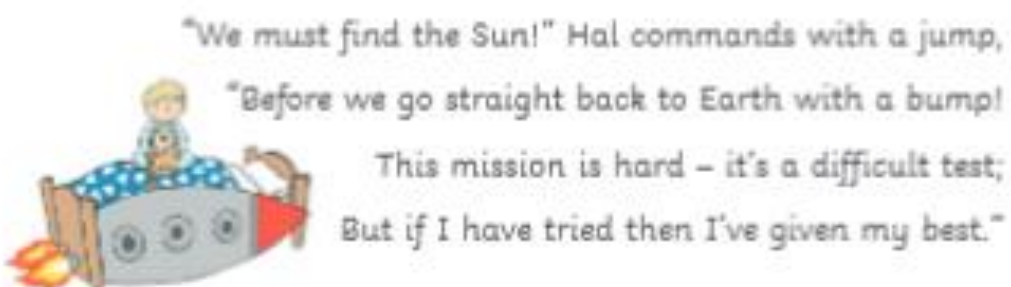 “We must find the Sun!” Hal commands with a jump,
“Before we go straight back to Earth with a bump!
This mission is hard – it's a difficult test;
But if I have tried then I've given my best.”